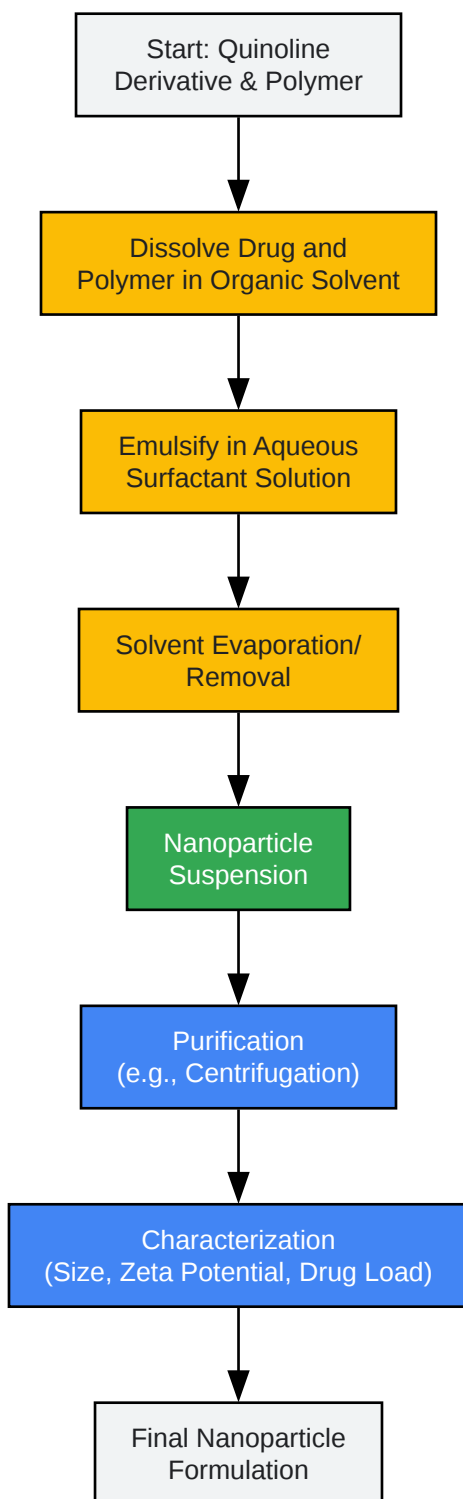 Start: Quinoline
Derivative & Polymer
Dissolve Drug and
Polymer in Organic Solvent
Emulsify in Aqueous
Surfactant Solution
Solvent Evaporation/
Removal
Nanoparticle
Suspension
Purification
(e.g., Centrifugation)
Characterization
(Size, Zeta Potential, Drug Load)
Final Nanoparticle
Formulation